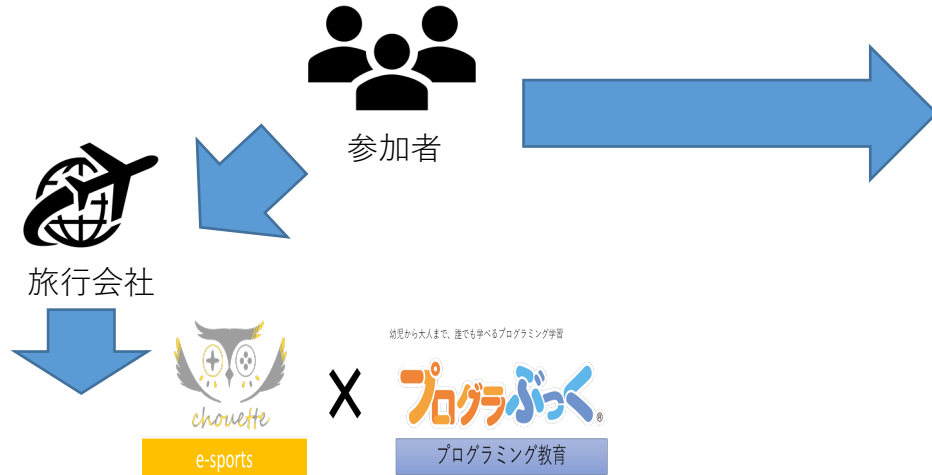 参加者
旅行会社
幼児から大人まで、誰でも学べるプログラミング学習
chouette
X
プログラぶっく®
e-sports
プログラミング教育